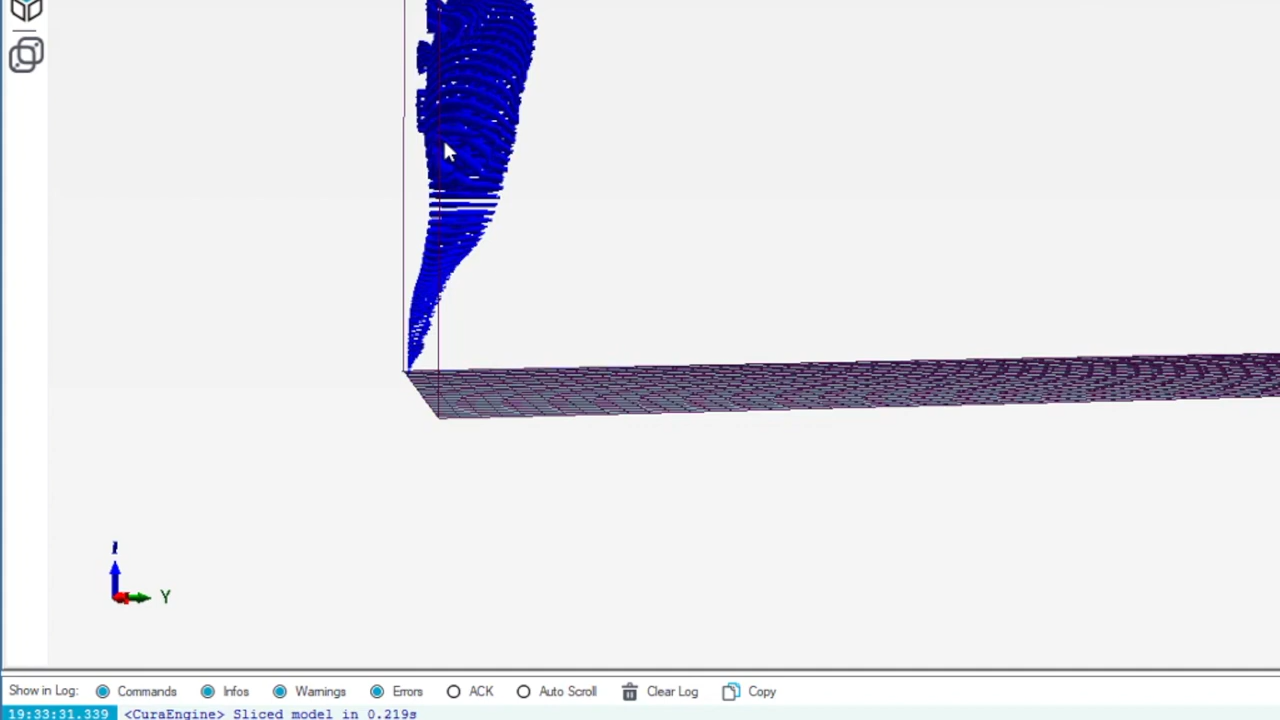 Y
Show in Log: Commands Infos Warnings Errors ACK Auto Scroll Clear Log Copy
19:33:31.339 <CuraEngine> Sliced model in 0.219s